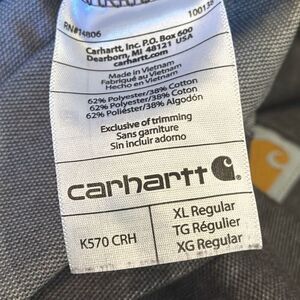 RN#14806
100138
Carhartt, Inc. P.O. Box 600
Dearborn, MI 48121 USA
carhartt.com
Made in Vietnam
Fabriqué au Vietnam
Hecho en Vietnam
62% Polyester/38% Cotton
62% Polyester/38% Coton
62% Poliéster/38% Algodón
Exclusive of trimming
Sans garniture
Sin incluir adorno
carhartt
K570 CRH
XL Regular
TG Régulier
XG Regular